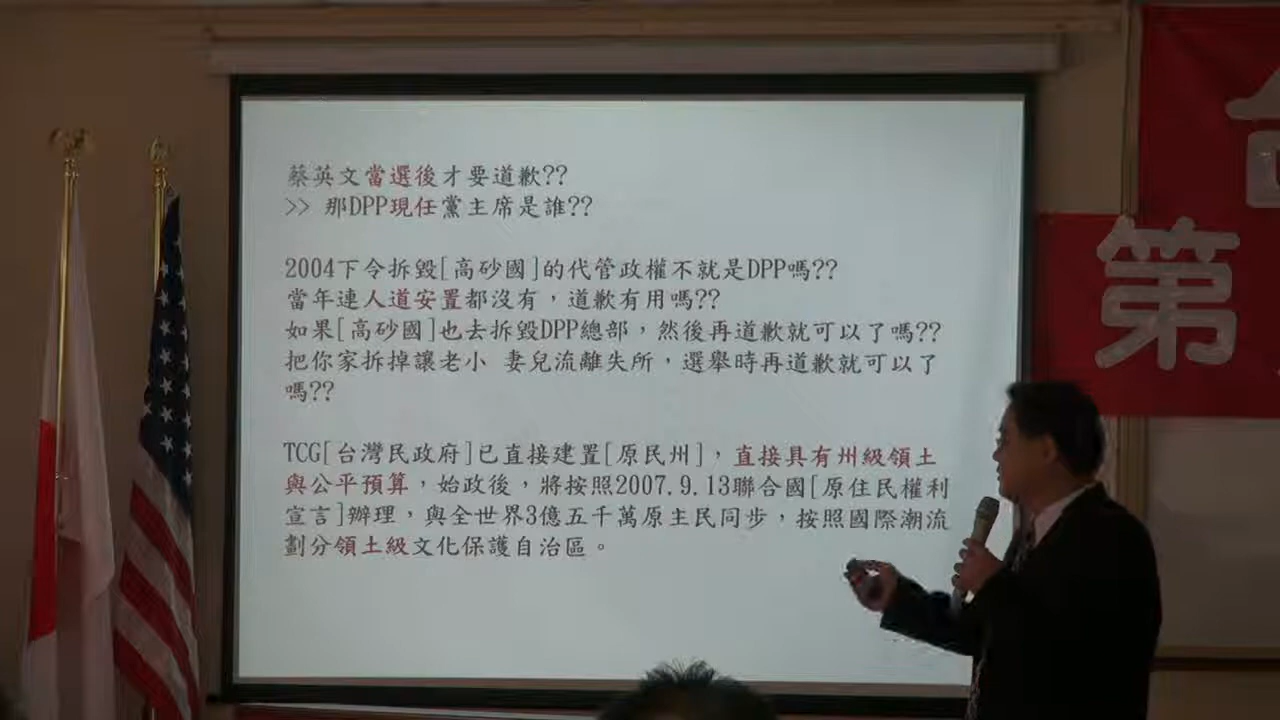 蔡英文當選後才要道歉??
>> 那DPP現任黨主席是誰??
2004下令拆毀[高砂國]的代管政權不就是DPP嗎??
當年連人道安置都沒有，道歉有用嗎??
如果[高砂國]也去拆毀DPP總部，然後再道歉就可以了嗎??
把你家拆掉讓老小 妻兒流離失所，選舉時再道歉就可以了
嗎??
TCG[台灣民政府]已直接建置[原民州]，直接具有州級領土
與公平預算，始政後，將按照2007.9.13聯合國[原住民權利
宣言]辦理，與全世界3億五千萬原主民同步，按照國際潮流
劃分領土級文化保護自治區。
第